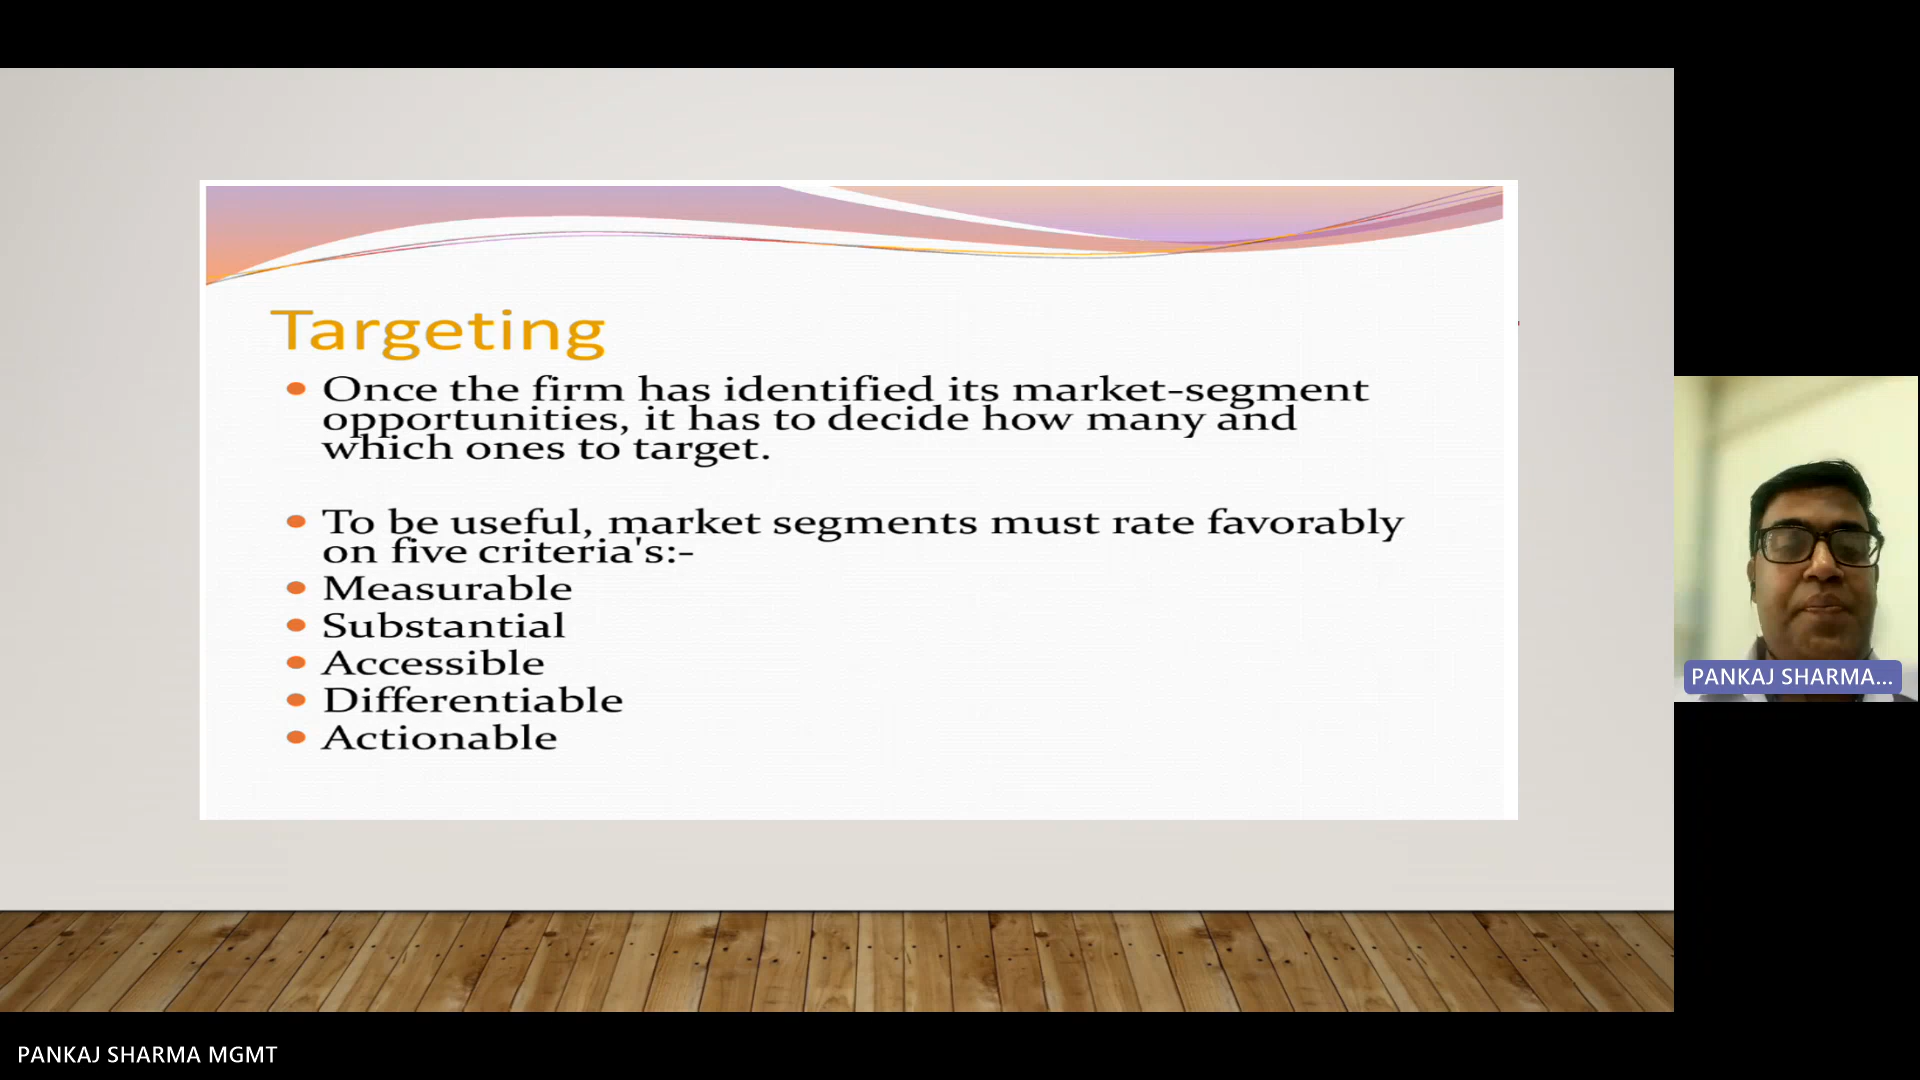 Targeting
Once the firm has identified its market-segment
opportunities, it has to decide how many and
which ones to target.
To be useful, market segments must rate favorably
on five criteria's:-
Measurable
Substantial
Accessible
Differentiable
Actionable
PANKAJ SHARMA...
PANKAJ SHARMA MGMT